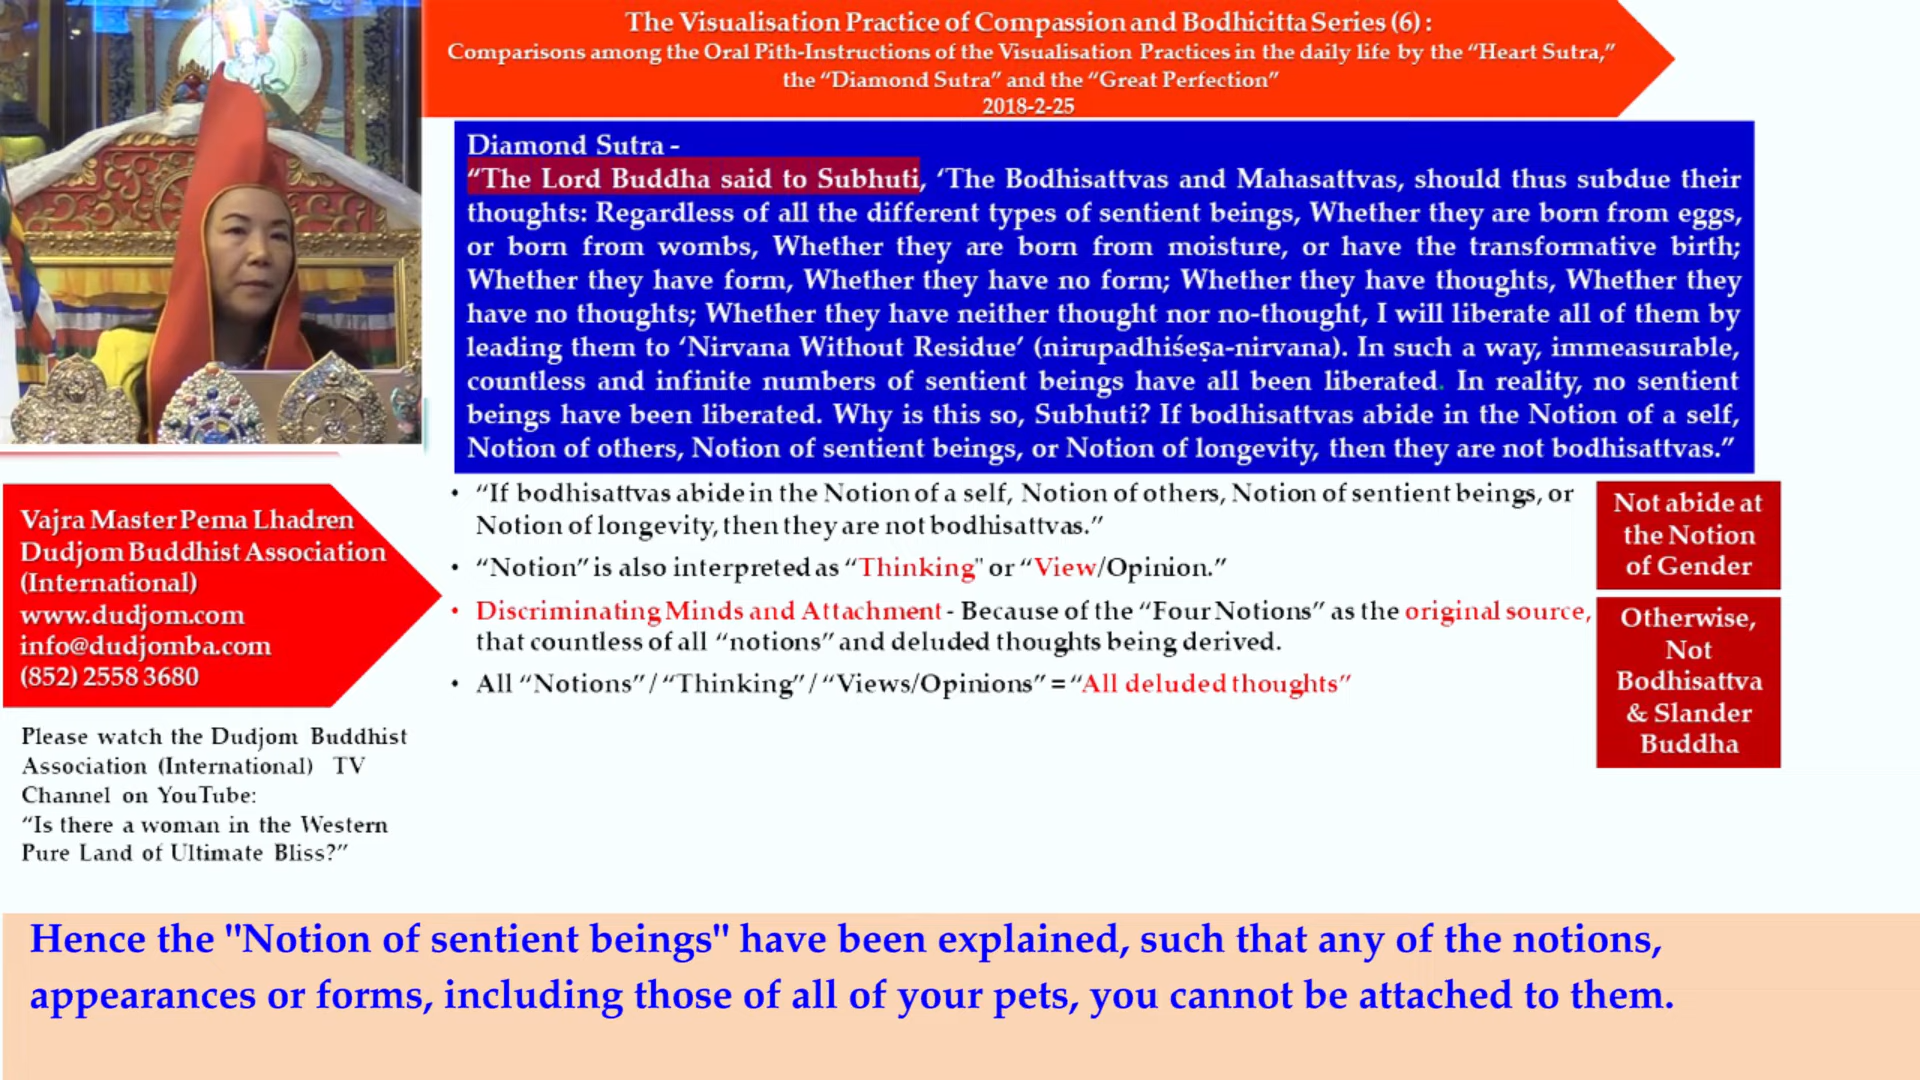 The Visualisation Practice of Compassion and Bodhicitta Series (6) :
Comparisons among the Oral Pith-Instructions of the Visualisation Practices in the daily life by the “Heart Sutra,”
the “Diamond Sutra” and the “Great Perfection”
2018-2-25
Diamond Sutra -
“The Lord Buddha said to Subhuti, ‘The Bodhisattvas and Mahasattvas, should thus subdue their
thoughts: Regardless of all the different types of sentient beings, Whether they are born from eggs,
or born from wombs, Whether they are born from moisture, or have the transformative birth;
Whether they have form, Whether they have no form; Whether they have thoughts, Whether they
have no thoughts; Whether they have neither thought nor no-thought, I will liberate all of them by
leading them to ‘Nirvana Without Residue’ (nirupadhiśeṣa-nirvana). In such a way, immeasurable,
countless and infinite numbers of sentient beings have all been liberated. In reality, no sentient
beings have been liberated. Why is this so, Subhuti? If bodhisattvas abide in the Notion of a self,
Notion of others, Notion of sentient beings, or Notion of longevity, then they are not bodhisattvas.”
• “If bodhisattvas abide in the Notion of a self, Notion of others, Notion of sentient beings, or
Notion of longevity, then they are not bodhisattvas.”
• “Notion” is also interpreted as “Thinking" or “View/Opinion.”
• Discriminating Minds and Attachment - Because of the “Four Notions” as the original source,
that countless of all “notions” and deluded thoughts being derived.
• All “Notions” / “Thinking” / “Views/Opinions” = “All deluded thoughts”
Not abide at
the Notion
of Gender
Otherwise,
Not
Bodhisattva
& Slander
Buddha
Vajra Master Pema Lhadren
Dudjom Buddhist Association
(International)
www.dudjom.com
info@dudjomba.com
(852) 2558 3680
Please watch the Dudjom Buddhist
Association (International) TV
Channel on YouTube:
“Is there a woman in the Western
Pure Land of Ultimate Bliss?”
Hence the "Notion of sentient beings" have been explained, such that any of the notions,
appearances or forms, including those of all of your pets, you cannot be attached to them.